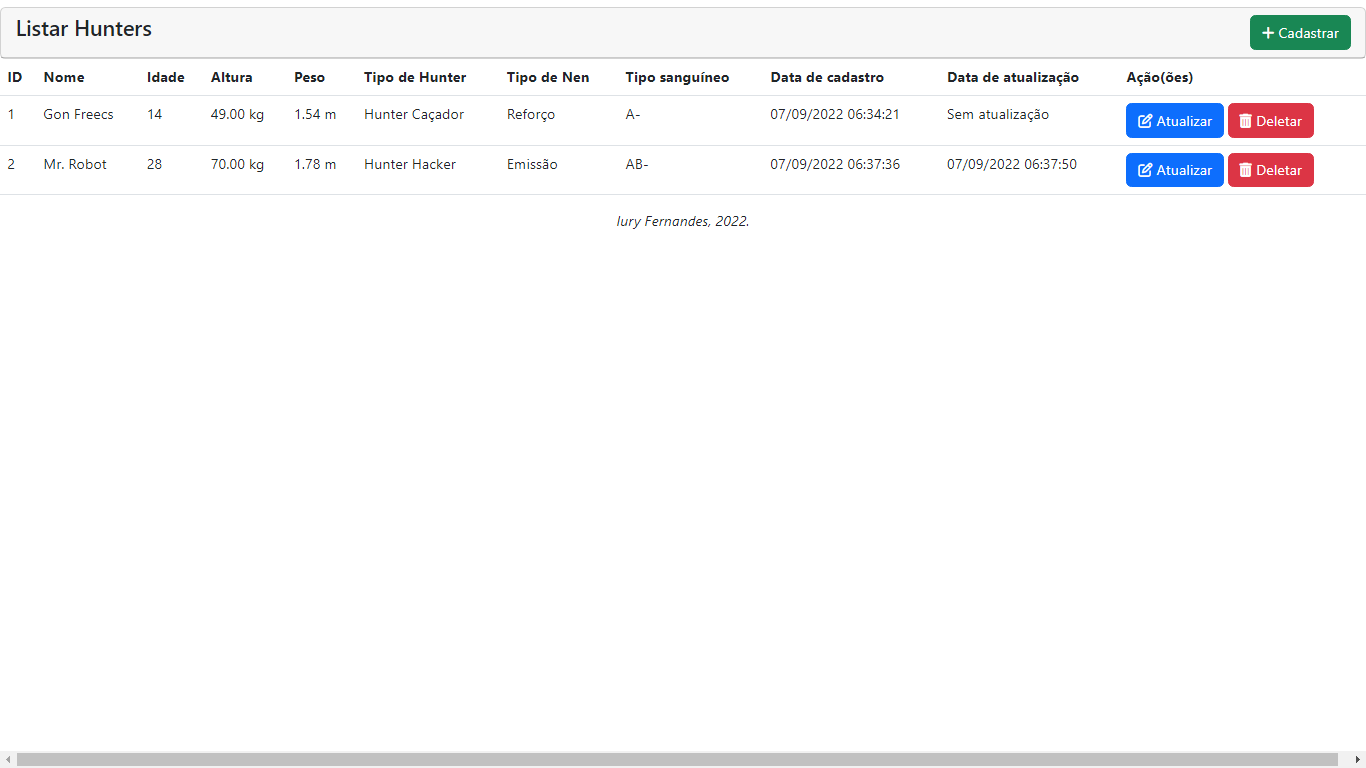 Listar Hunters
Cadastrar
ID Nome Idade Altura Peso Tipo de Hunter Tipo de Nen Tipo sanguíneo Data de cadastro Data de atualização Ação(ões)
1 Gon Freecs 14 49.00 kg 1.54 m Hunter Caçador Reforço A- 07/09/2022 06:34:21 Sem atualização Atualizar Deletar
2 Mr. Robot 28 70.00 kg 1.78 m Hunter Hacker Emissão AB- 07/09/2022 06:37:36 07/09/2022 06:37:50 Atualizar Deletar
Iury Fernandes, 2022.